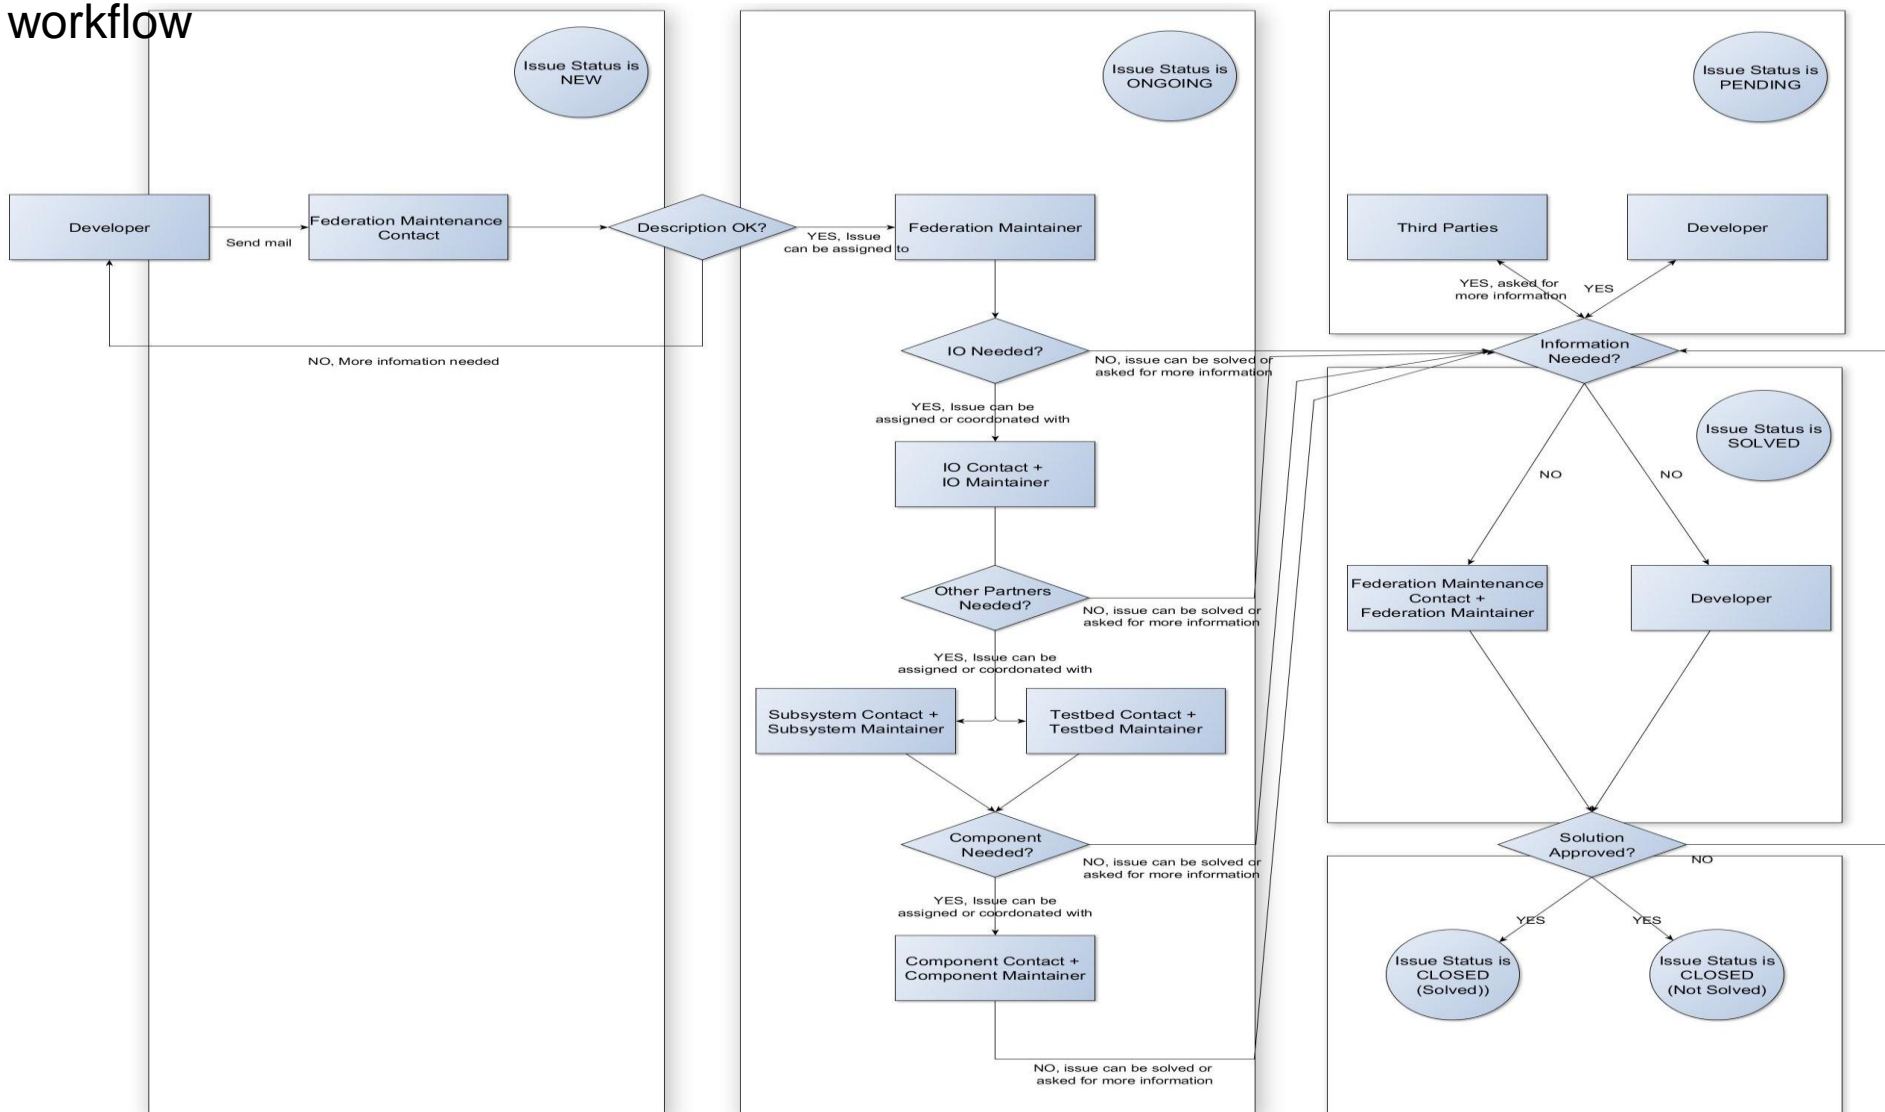 workflow
Issue Status is
NEW
Issue Status is
ONGOING
Issue Status is
PENDING
Developer
Send mail
Federation Maintenance
Contact
Description OK?
YES, Issue
can be assigned to
Federation Maintainer
NO, More infomation needed
Third Parties
Developer
YES, asked for
more information
YES
IO Needed?
NO, issue can be solved or
asked for more information
Information
Needed?
YES, Issue can be
assigned or coordonated with
Issue Status is
SOLVED
IO Contact +
IO Maintainer
NO
NO
Other Partners
Needed?
NO, issue can be solved or
asked for more information
Federation Maintenance
Contact +
Federation Maintainer
Developer
YES, Issue can be
assigned or coordonated with
Subsystem Contact +
Subsystem Maintainer
Testbed Contact +
Testbed Maintainer
Component
Needed?
NO, issue can be solved or
asked for more information
Solution
Approved?
NO
YES, Issue can be
assigned or coordonated with
YES
YES
Component Contact +
Component Maintainer
Issue Status is
CLOSED
(Solved))
Issue Status is
CLOSED
(Not Solved)
NO, issue can be solved or
asked for more information